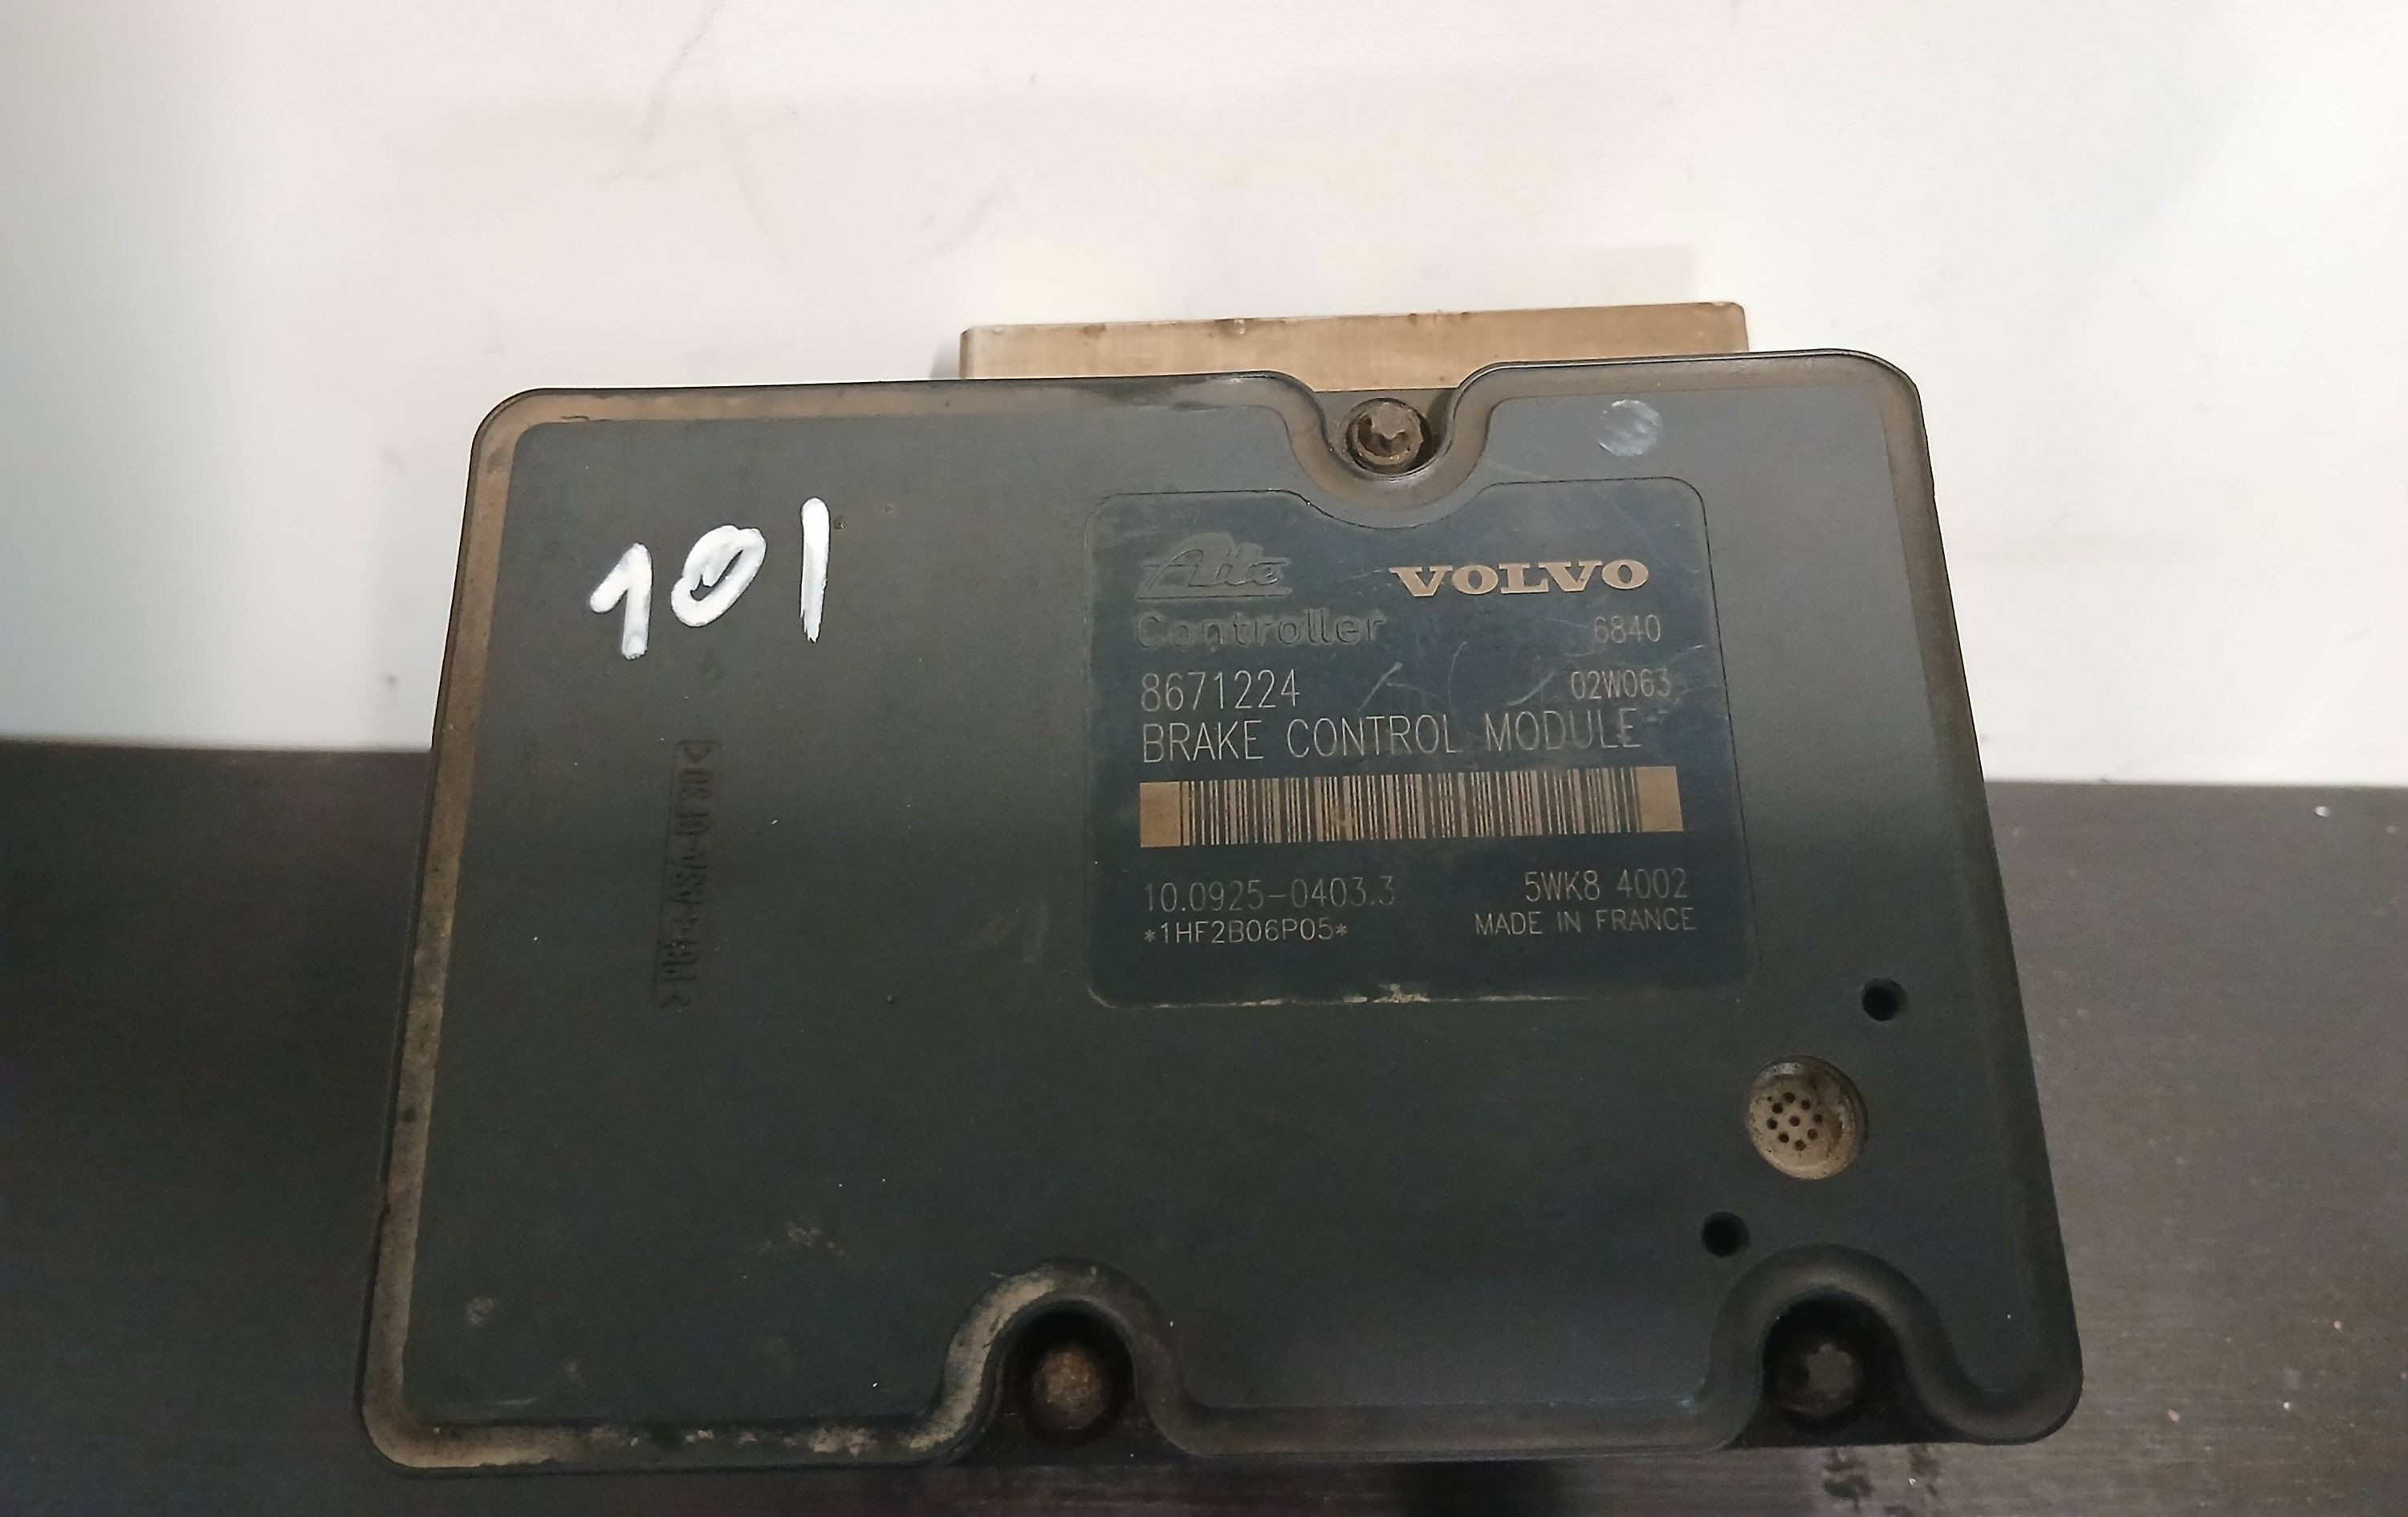 101
Ate
VOLVO
Controller
6840
8671224
02W063
BRAKE CONTROL MODULE
10.0925-0403.3
5WK8 4002
*1HF2B06P05*
MADE IN FRANCE